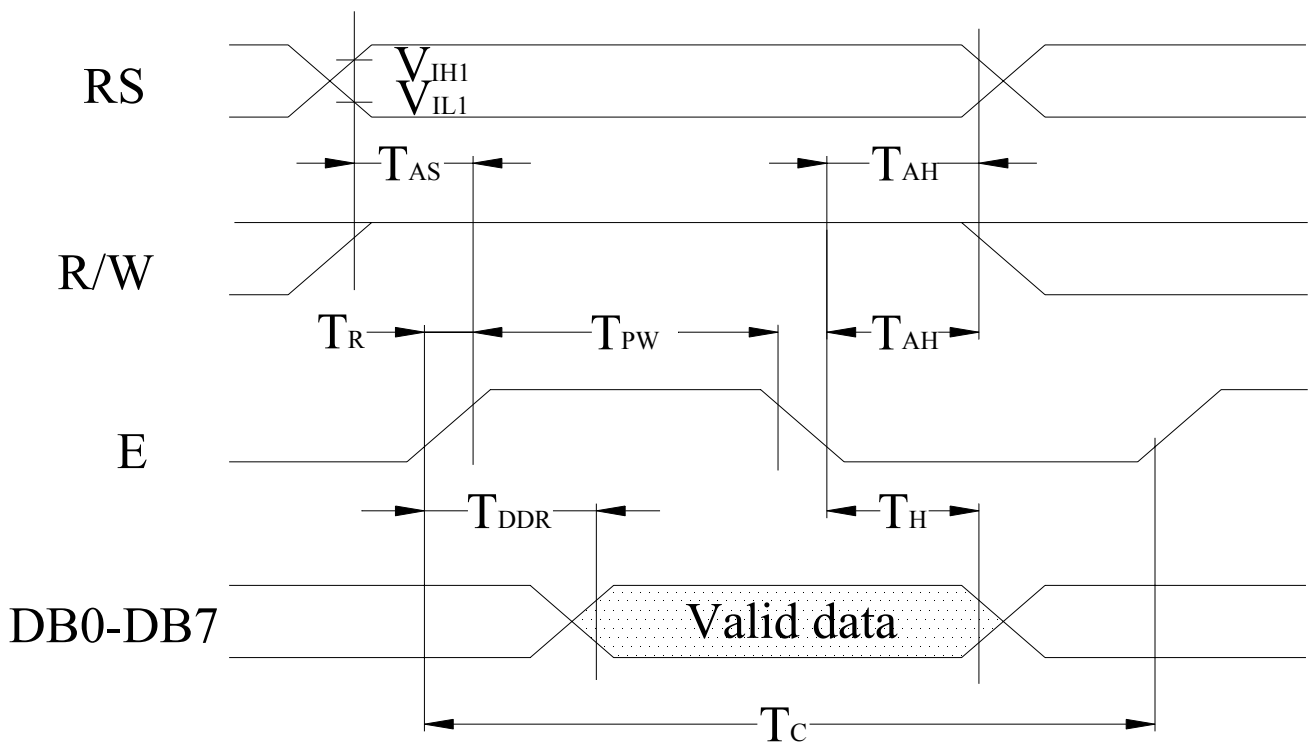 RS
VIH1
VIL1
TAS
TAH
R/W
TR
TPW
TAH
E
TDDR
TH
DB0-DB7
Valid data
TC